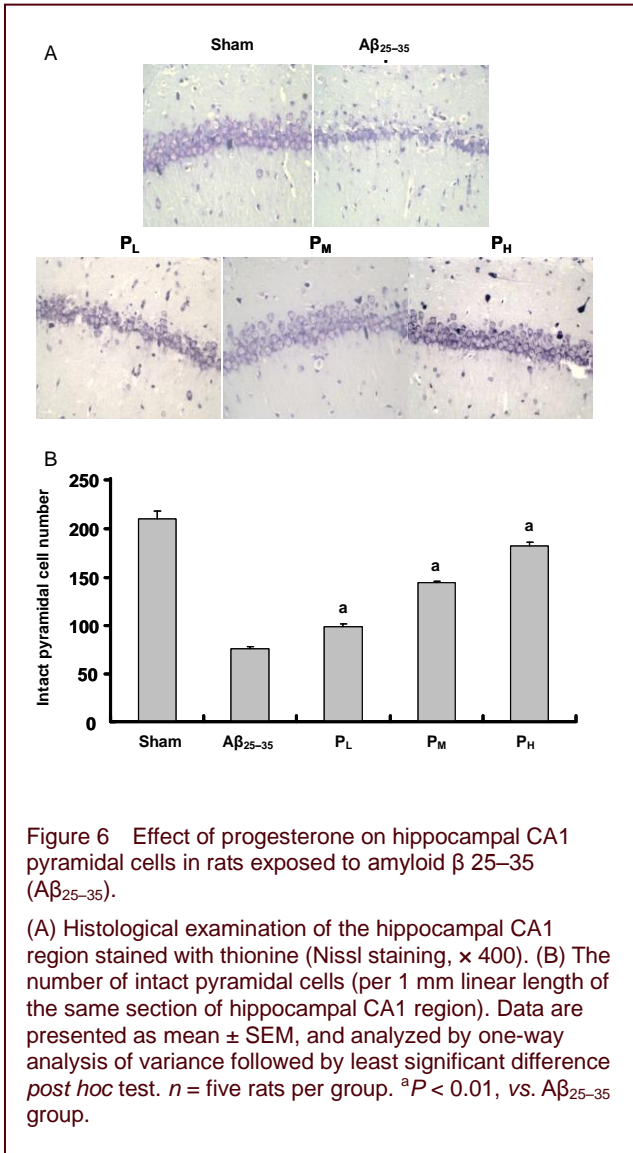 A
Sham Aβ25–35
PL PM PH
B
Intact pyramidal cell number
250
200
150
100
50
0
a
a
a
Sham Aβ25–35 PL PM PH
Figure 6 Effect of progesterone on hippocampal CA1
pyramidal cells in rats exposed to amyloid β 25–35
(Aβ25–35).
(A) Histological examination of the hippocampal CA1
region stained with thionine (Nissl staining, × 400). (B) The
number of intact pyramidal cells (per 1 mm linear length of
the same section of hippocampal CA1 region). Data are
presented as mean ± SEM, and analyzed by one-way
analysis of variance followed by least significant difference
post hoc test. n = five rats per group. aP < 0.01, vs. Aβ25–35
group.